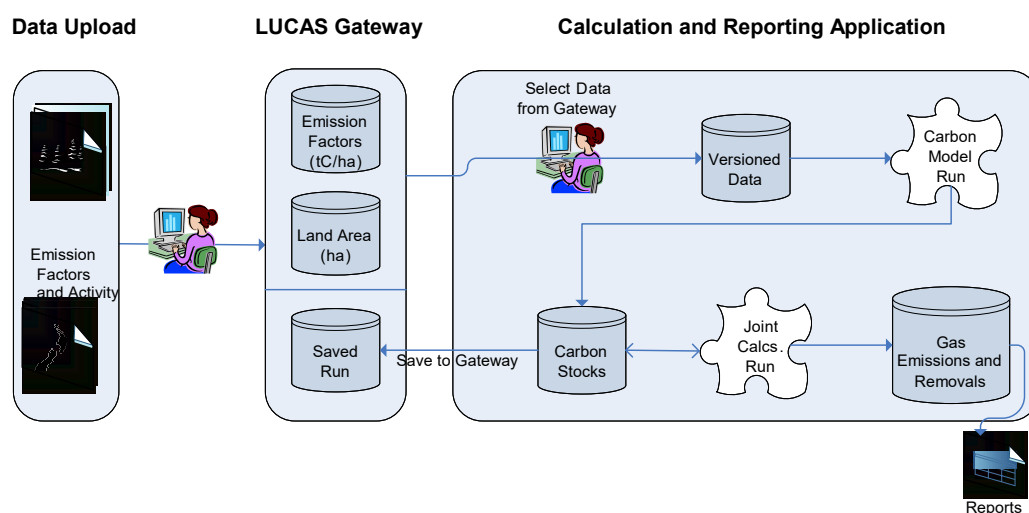 Data Upload
LUCAS Gateway
Calculation and Reporting Application
Emission
Factors
and Activity
Emission
Factors
(tC/ha)
Land Area
(ha)
Saved
Run
Select Data
from Gateway
Versioned
Data
Carbon
Model
Run
Save to Gateway
Carbon
Stocks
Joint
Calcs.
Run
Gas
Emissions and
Removals
Reports